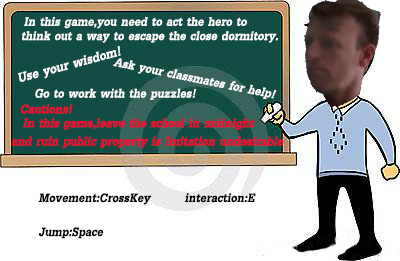 In this game,you need to act the hero to
think out a way to escape the close dormitory.
Use your wisdom!
Ask your classmates for help!
Go to work with the puzzles!
Cautions!
In this game,leave the school in midnight
and ruin public property is imitation undesirable
Movement:CrossKey interaction:E
Jump:Space